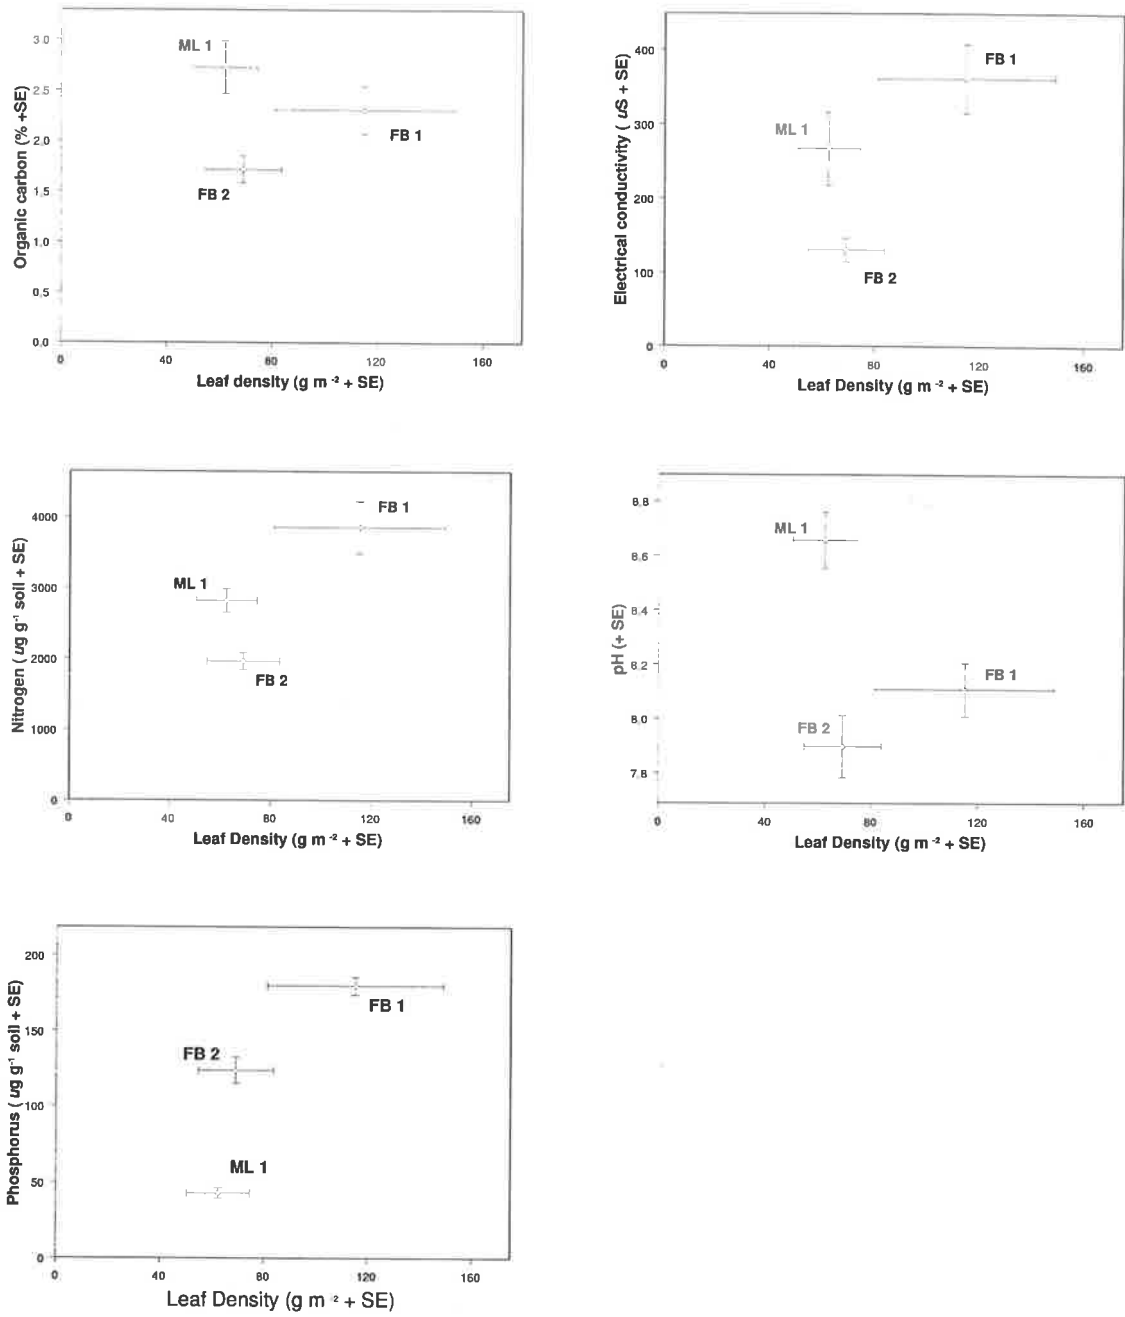 Organic carbon (% +SE)
3.0
2.5
2.0
1.5
1.0
0.5
0.0
ML 1
FB 1
FB 2
0 40 80 120 160
Leaf density (g m -2 + SE)
Electrical conductivity ( uS + SE)
400
300
200
100
0
FB 1
ML 1
FB 2
0 40 80 120 160
Leaf Density (g m -2 + SE)
Nitrogen ( ug g-1 soil + SE)
4000
3000
2000
1000
0
FB 1
ML 1
FB 2
0 40 80 120 160
Leaf Density (g m -2 + SE)
pH (+ SE)
8.8
8.6
8.4
8.2
8.0
7.8
ML 1
FB 1
FB 2
0 40 80 120 160
Leaf Density (g m -2 + SE)
Phosphorus ( ug g-1 soil + SE)
200
150
100
50
0
FB 1
FB 2
ML 1
0 40 80 120 160
Leaf Density (g m -2 + SE)